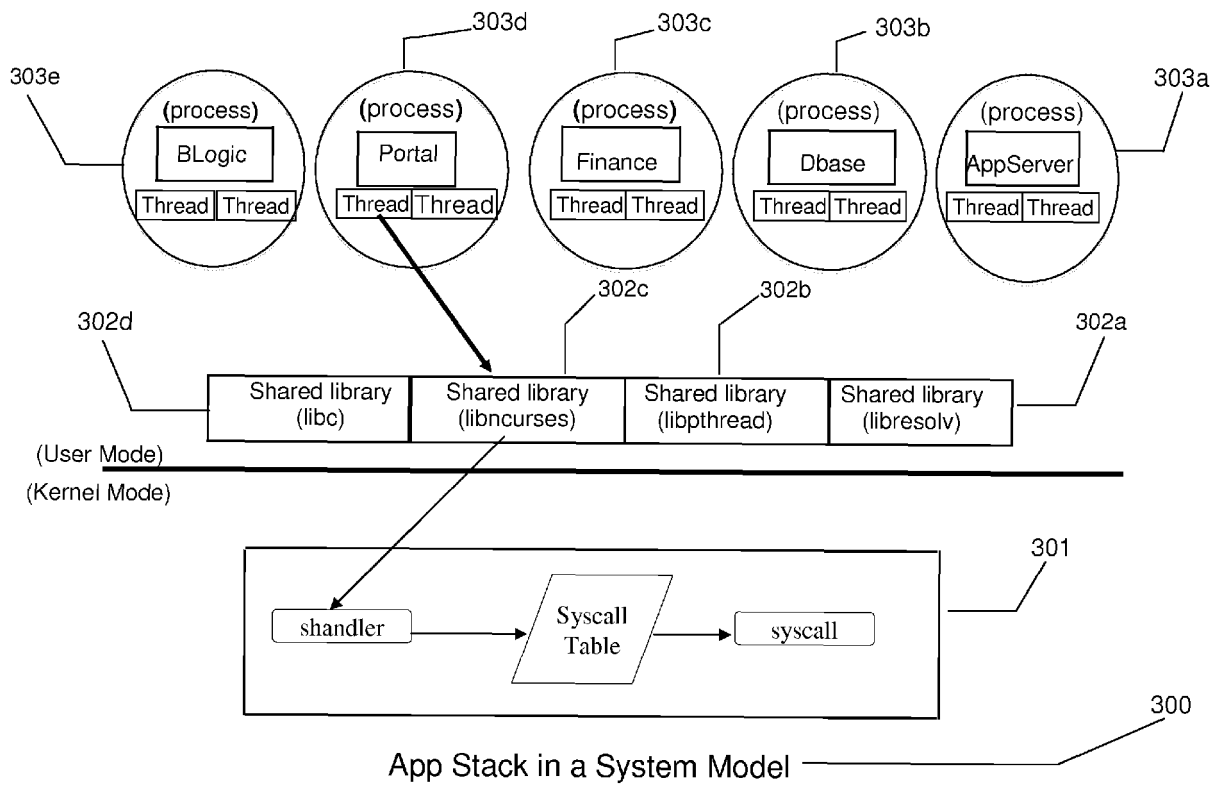 303d
303c
303b
303e
303a
(process)
BLogic
Thread Thread
(process)
Portal
Thread Thread
(process)
Finance
Thread Thread
(process)
Dbase
Thread Thread
(process)
AppServer
Thread Thread
302d
302c
302b
302a
Shared library
(libc)
Shared library
(libncurses)
Shared library
(libpthread)
Shared library
(libresolv)
(User Mode)
(Kernel Mode)
301
shandler
Syscall
Table
syscall
300
App Stack in a System Model